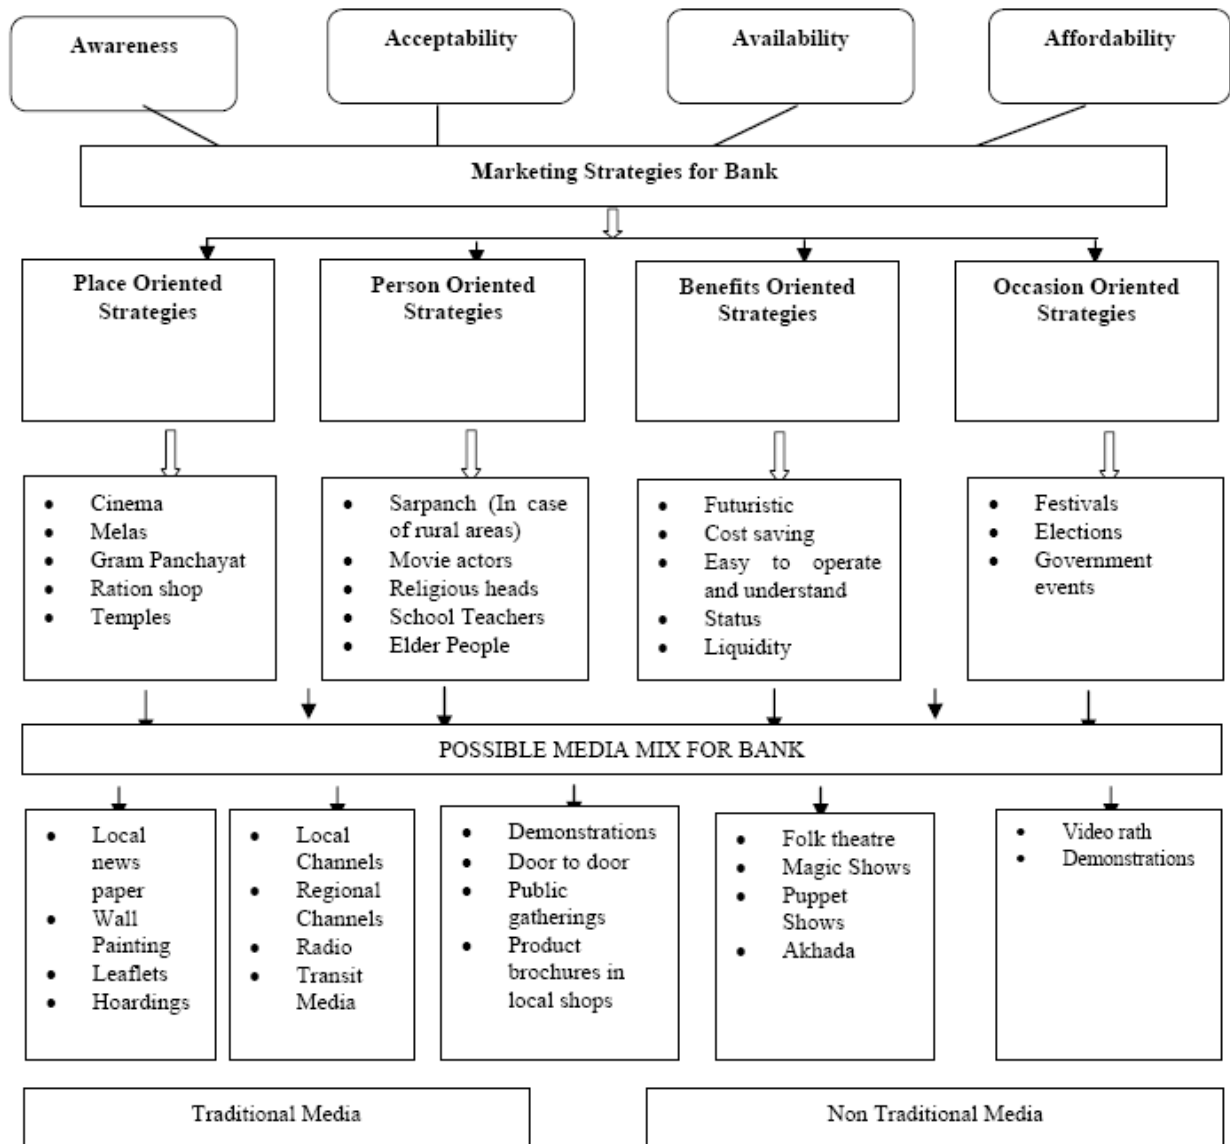 Awareness
Acceptability
Availability
Affordability
Marketing Strategies for Bank
Place Oriented
Strategies
Person Oriented
Strategies
Benefits Oriented
Strategies
Occasion Oriented
Strategies
• Cinema
• Melas
• Gram Panchayat
• Ration shop
• Temples
• Sarpanch (In case
of rural areas)
• Movie actors
• Religious heads
• School Teachers
• Elder People
• Futuristic
• Cost saving
• Easy to operate
and understand
• Status
• Liquidity
• Festivals
• Elections
• Government
events
POSSIBLE MEDIA MIX FOR BANK
• Local
news
paper
• Wall
Painting
• Leaflets
• Hoardings
• Local
Channels
• Regional
Channels
• Radio
• Transit
Media
• Demonstrations
• Door to door
• Public
gatherings
• Product
brochures in
local shops
• Folk theatre
• Magic Shows
• Puppet
Shows
• Akhada
• Video rath
• Demonstrations
Traditional Media
Non Traditional Media